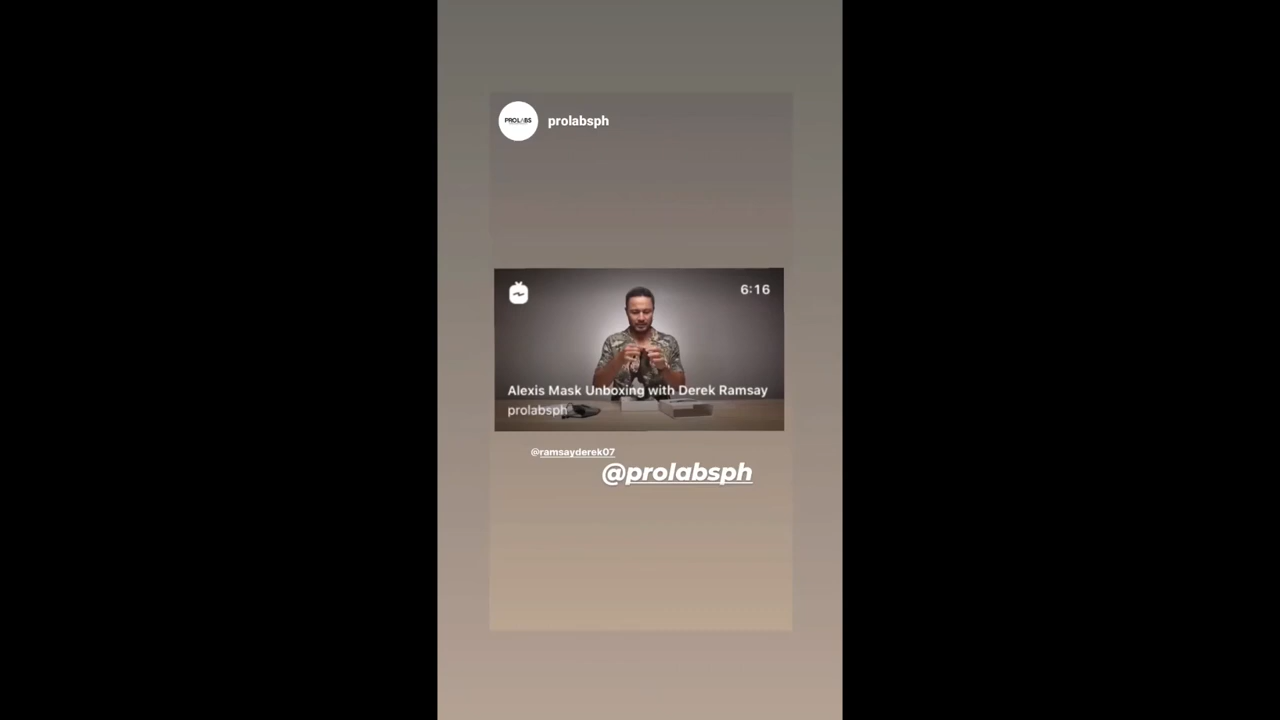 PROLABS
prolabsph
6:16
Alexis Mask Unboxing with Derek Ramsay
prolabsph
@ramsayderek07
@prolabsph